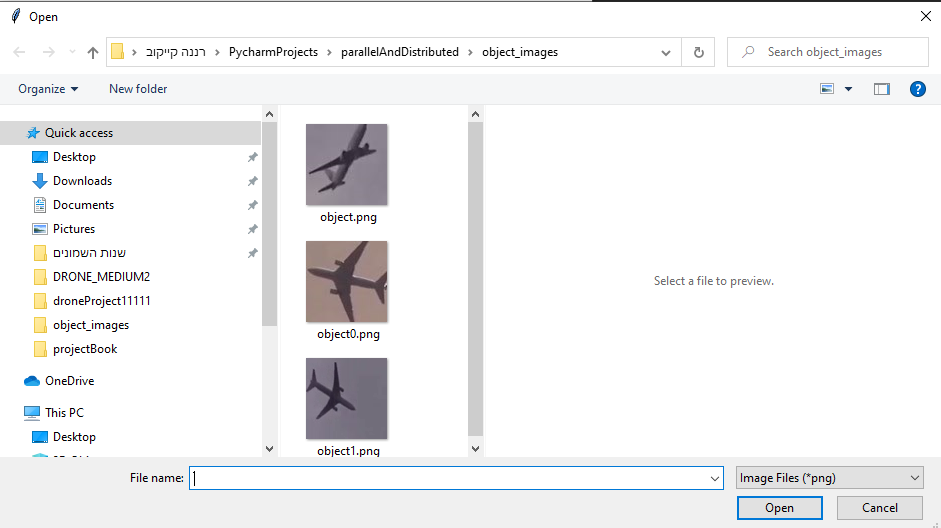 Open
רננה קייקוב > PycharmProjects > parallelAndDistributed > object_images
Search object_images
Organize
New folder
Quick access
Desktop
Downloads
Documents
Pictures
שנות השמונים
DRONE_MEDIUM2
droneProject11111
object_images
projectBook
OneDrive
This PC
Desktop
object.png
object0.png
object1.png
Select a file to preview.
File name:
Image Files (*png)
Open
Cancel